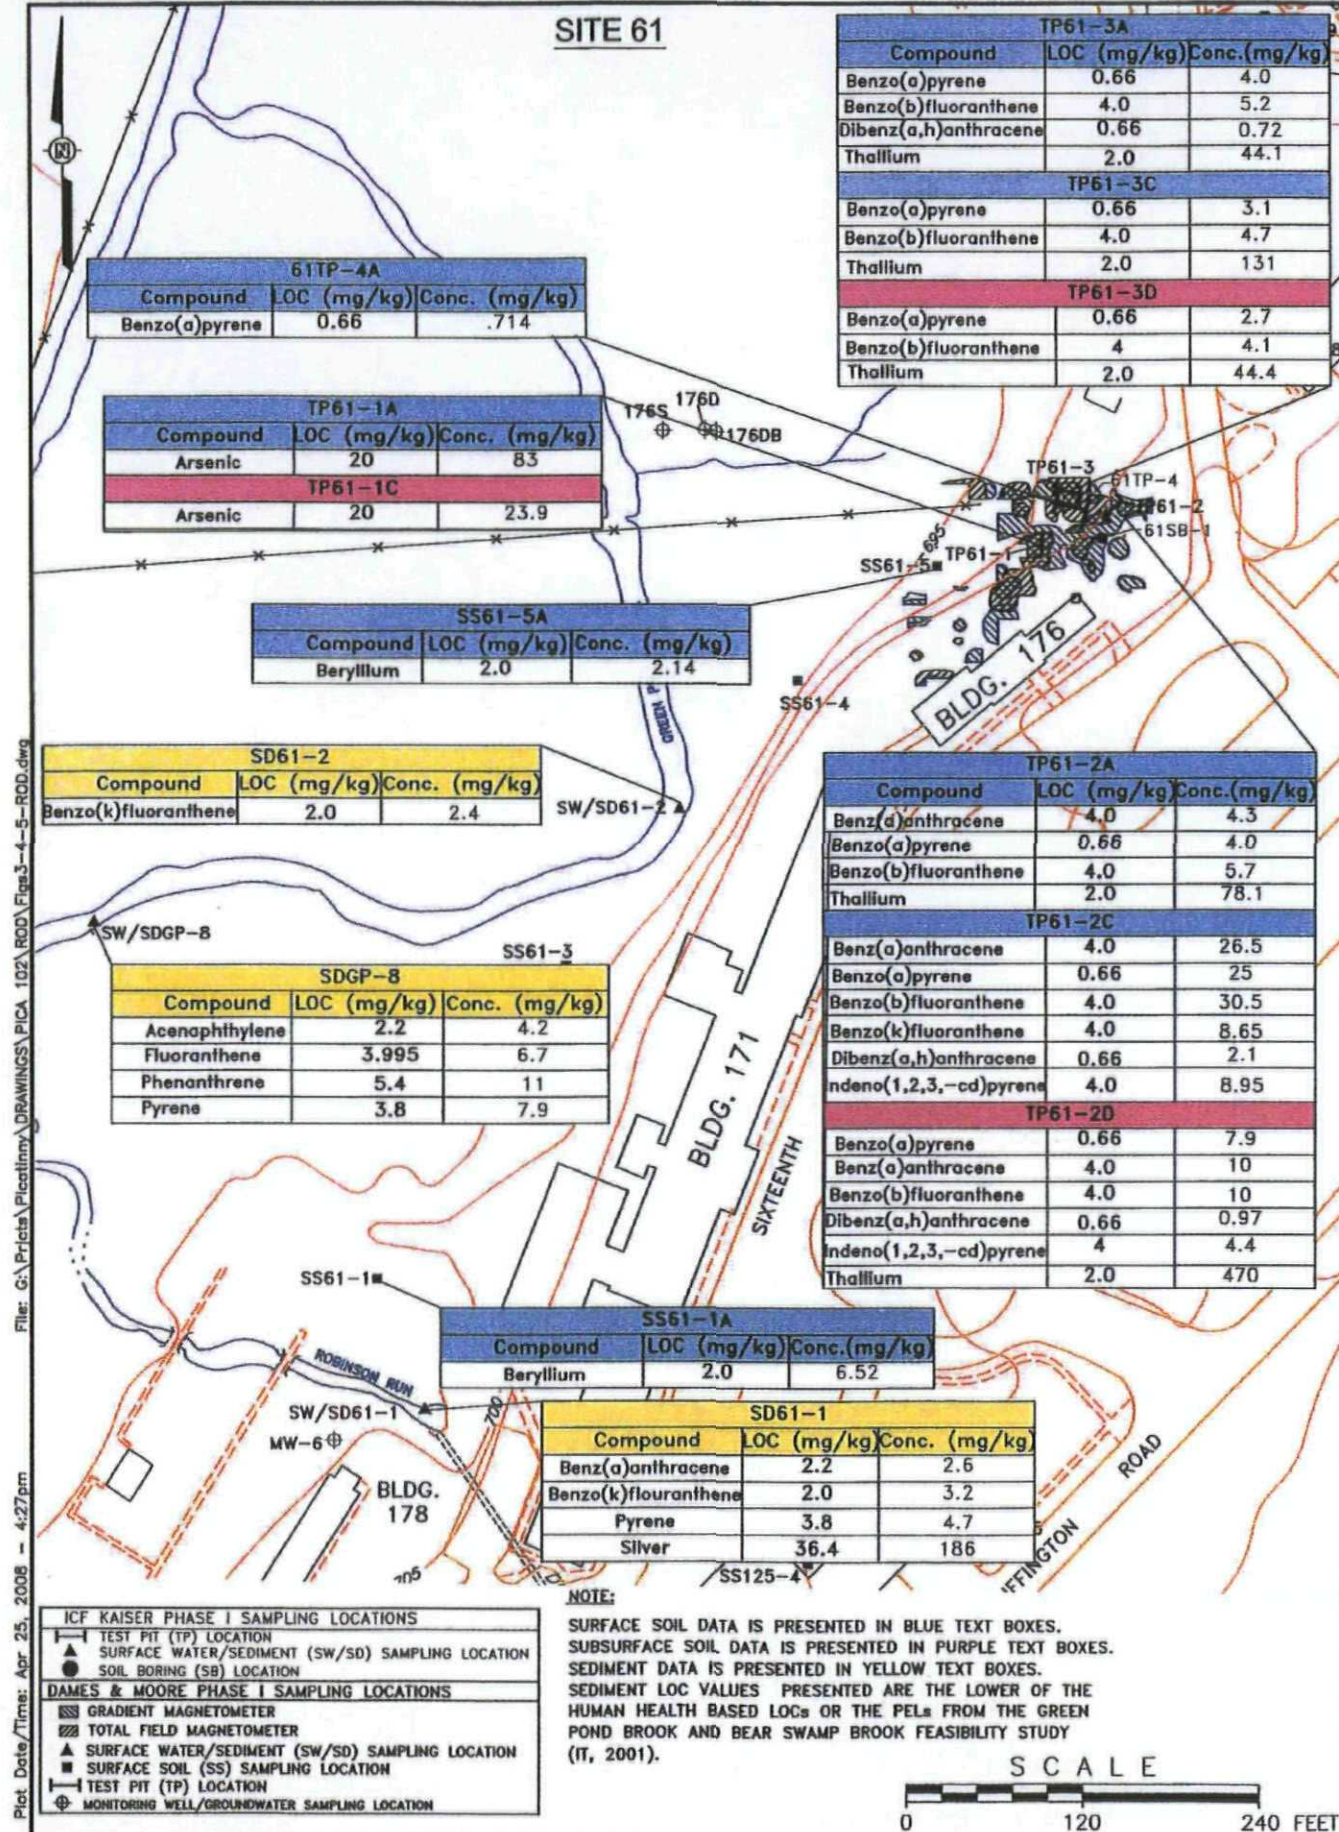 SITE 61
TP61-3A
Compound LOC (mg/kg) Conc.(mg/kg)
Benzo(a)pyrene 0.66 4.0
Benzo(b)fluoranthene 4.0 5.2
Dibenz(a,h)anthracene 0.66 0.72
Thallium 2.0 44.1
TP61-3C
Benzo(a)pyrene 0.66 3.1
Benzo(b)fluoranthene 4.0 4.7
Thallium 2.0 131
TP61-3D
Benzo(a)pyrene 0.66 2.7
Benzo(b)fluoranthene 4 4.1
Thallium 2.0 44.4
N
61TP-4A
Compound LOC (mg/kg) Conc. (mg/kg)
Benzo(a)pyrene 0.66 .714
TP61-1A
Compound LOC (mg/kg) Conc. (mg/kg)
Arsenic 20 83
TP61-1C
Arsenic 20 23.9
176S
176D
176DB
TP61-3
61TP-4
TP61-2
61SB-1
TP61-1
695
SS61-5
SS61-5A
Compound LOC (mg/kg) Conc. (mg/kg)
Beryllium 2.0 2.14
SS61-4
BLDG. 176
GREEN P
SD61-2
Compound LOC (mg/kg) Conc. (mg/kg)
Benzo(k)fluoranthene 2.0 2.4
SW/SD61-2
TP61-2A
Compound LOC (mg/kg) Conc.(mg/kg)
Benz(a)anthracene 4.0 4.3
Benzo(a)pyrene 0.66 4.0
Benzo(b)fluoranthene 4.0 5.7
Thallium 2.0 78.1
TP61-2C
Benz(a)anthracene 4.0 26.5
Benzo(a)pyrene 0.66 25
Benzo(b)fluoranthene 4.0 30.5
Benzo(k)fluoranthene 4.0 8.65
Dibenz(a,h)anthracene 0.66 2.1
Indeno(1,2,3,-cd)pyrene 4.0 8.95
TP61-2D
Benzo(a)pyrene 0.66 7.9
Benz(a)anthracene 4.0 10
Benzo(b)fluoranthene 4.0 10
Dibenz(a,h)anthracene 0.66 0.97
Indeno(1,2,3,-cd)pyrene 4 4.4
Thallium 2.0 470
SW/SDGP-8
SS61-3
SDGP-8
Compound LOC (mg/kg) Conc. (mg/kg)
Acenaphthylene 2.2 4.2
Fluoranthene 3.995 6.7
Phenanthrene 5.4 11
Pyrene 3.8 7.9
BLDG. 171
SIXTEENTH
SS61-1
SS61-1A
Compound LOC (mg/kg) Conc.(mg/kg)
Beryllium 2.0 6.52
ROBINSON RUN
SW/SD61-1
MW-6
700
SD61-1
Compound LOC (mg/kg) Conc. (mg/kg)
Benz(a)anthracene 2.2 2.6
Benzo(k)flouranthene 2.0 3.2
Pyrene 3.8 4.7
Silver 36.4 186
BLDG.
178
705
SS125-4
FFINGTON
ROAD
ICF KAISER PHASE I SAMPLING LOCATIONS
TEST PIT (TP) LOCATION
SURFACE WATER/SEDIMENT (SW/SD) SAMPLING LOCATION
SOIL BORING (SB) LOCATION
DAMES & MOORE PHASE I SAMPLING LOCATIONS
GRADIENT MAGNETOMETER
TOTAL FIELD MAGNETOMETER
SURFACE WATER/SEDIMENT (SW/SD) SAMPLING LOCATION
SURFACE SOIL (SS) SAMPLING LOCATION
TEST PIT (TP) LOCATION
MONITORING WELL/GROUNDWATER SAMPLING LOCATION
NOTE:
SURFACE SOIL DATA IS PRESENTED IN BLUE TEXT BOXES.
SUBSURFACE SOIL DATA IS PRESENTED IN PURPLE TEXT BOXES.
SEDIMENT DATA IS PRESENTED IN YELLOW TEXT BOXES.
SEDIMENT LOC VALUES PRESENTED ARE THE LOWER OF THE
HUMAN HEALTH BASED LOCs OR THE PELs FROM THE GREEN
POND BROOK AND BEAR SWAMP BROOK FEASIBILITY STUDY
(IT, 2001).
SCALE
0 120 240 FEET
File: G:\Prjcts\Picatinny\DRAWINGS\PICA 102\ROD\Figs3-4-5-ROD.dwg
Plot Date/Time: Apr 25, 2008 - 4:27pm